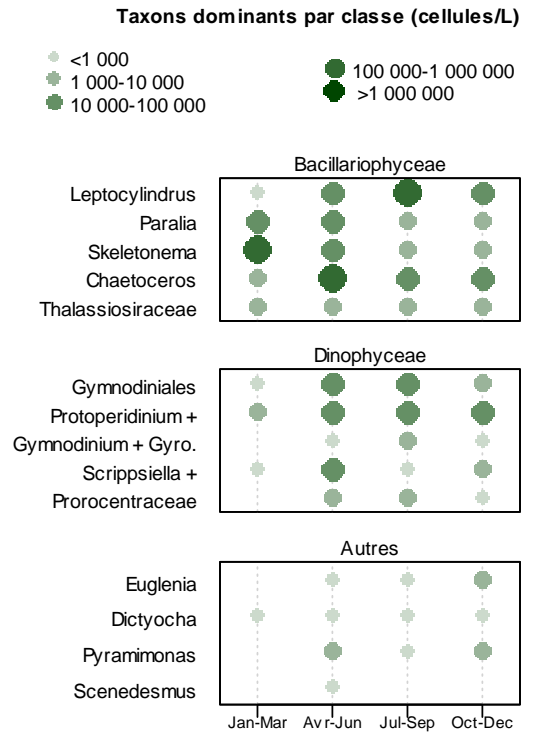 Taxons dominants par classe (cellules/L)
<1 000
1 000-10 000
10 000-100 000
100 000-1 000 000
>1 000 000
Bacillariophyceae
Leptocylindrus
Paralia
Skeletonema
Chaetoceros
Thalassiosiraceae
Dinophyceae
Gymnodiniales
Protoperidinium +
Gymnodinium + Gyro.
Scrippsiella +
Prorocentraceae
Autres
Euglenia
Dictyocha
Pyramimonas
Scenedesmus
Jan-Mar Avr-Jun Jul-Sep Oct-Dec